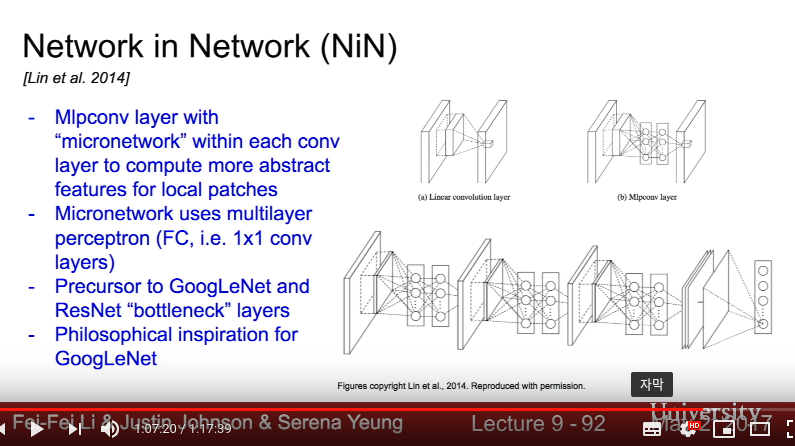 Network in Network (NiN)
[Lin et al. 2014]
- Mlpconv layer with
“micronetwork” within each conv
layer to compute more abstract
features for local patches
- Micronetwork uses multilayer
perceptron (FC, i.e. 1x1 conv
layers)
- Precursor to GoogLeNet and
ResNet “bottleneck” layers
- Philosophical inspiration for
GoogLeNet
(a) Linear convolution layer
(b) Mlpconv layer
Figures copyright Lin et al., 2014. Reproduced with permission.
자막
Fei-Fei Li & Justin Johnson & Serena Yeung
Lecture 9 - 92
University
2017
1:07:20 / 1:17:39
HD